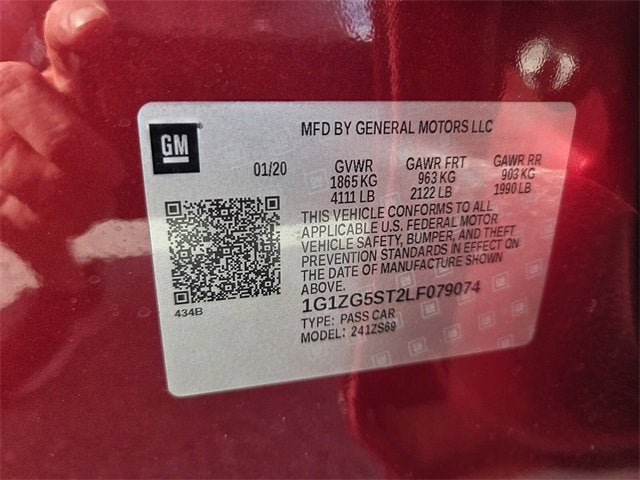 GM
MFD BY GENERAL MOTORS LLC
01/20 GVWR GAWR FRT GAWR RR
1865 KG 963 KG 903 KG
4111 LB 2122 LB 1990 LB
THIS VEHICLE CONFORMS TO ALL
APPLICABLE U.S. FEDERAL MOTOR
VEHICLE SAFETY, BUMPER, AND THEFT
PREVENTION STANDARDS IN EFFECT ON
THE DATE OF MANUFACTURE SHOWN
ABOVE.
434B
1G1ZG5ST2LF079074
TYPE: PASS CAR
MODEL: 241ZS69